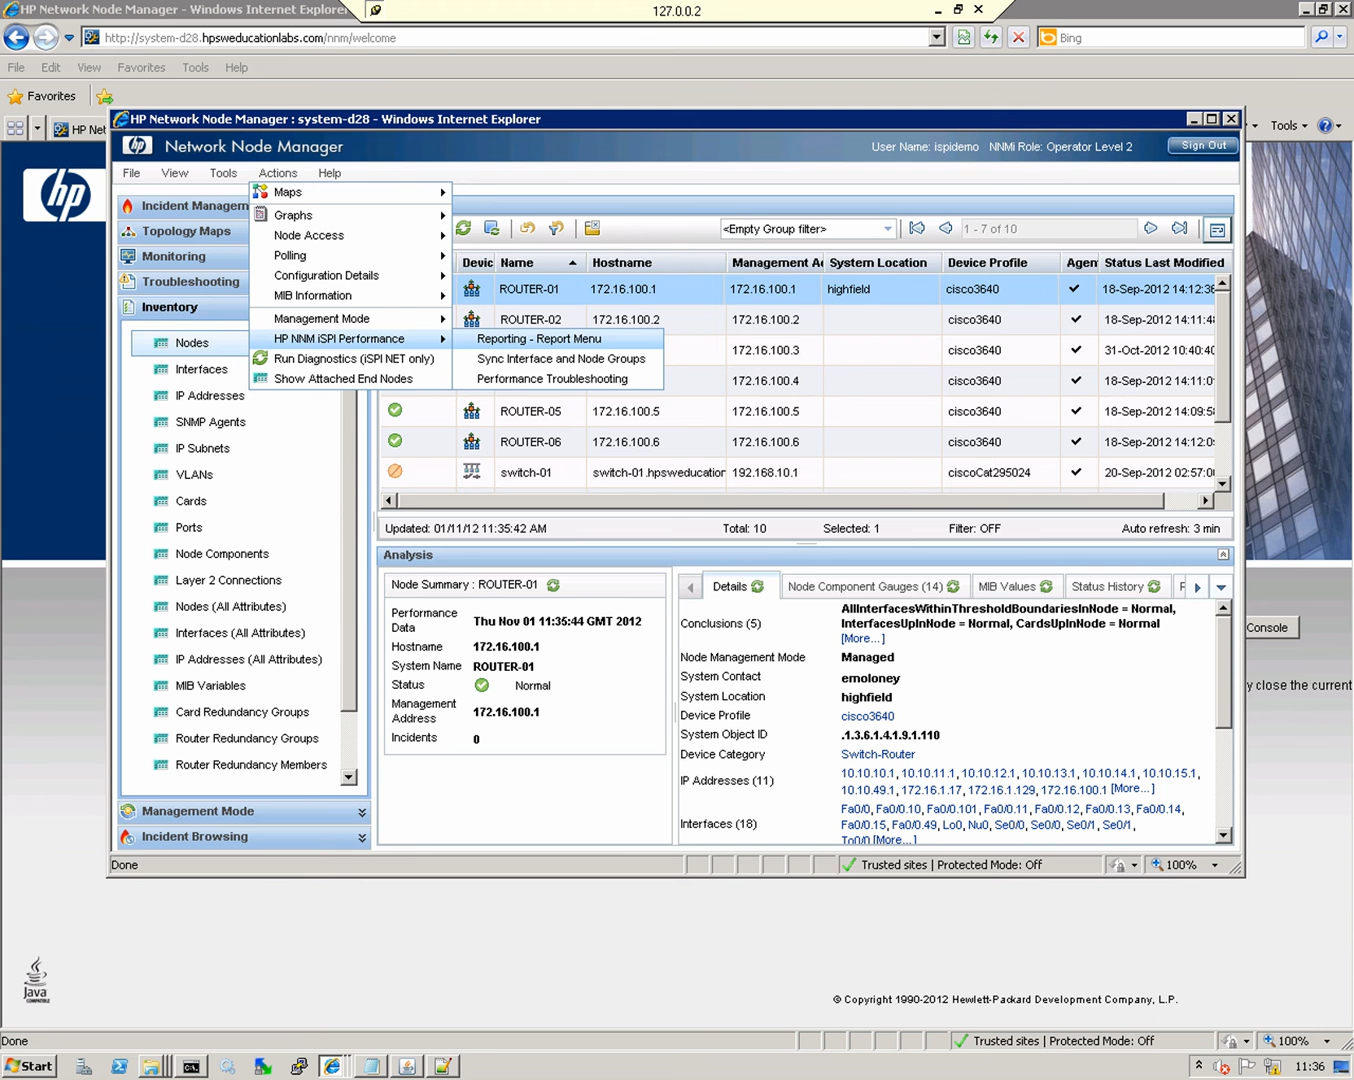 HP Network Node Manager - Windows Internet Explorer
127.0.0.2
http://system-d28.hpsweducationlabs.com/nnm/welcome
Bing
File Edit View Favorites Tools Help
Favorites
HP Net
Tools
HP Network Node Manager : system-d28 - Windows Internet Explorer
hp
Network Node Manager
User Name: ispidemo NNMi Role: Operator Level 2
Sign Out
File View Tools Actions Help
Incident Managem
Topology Maps
Monitoring
Troubleshooting
Inventory
Nodes
Interfaces
IP Addresses
SNMP Agents
IP Subnets
VLANs
Cards
Ports
Node Components
Layer 2 Connections
Nodes (All Attributes)
Interfaces (All Attributes)
IP Addresses (All Attributes)
MIB Variables
Card Redundancy Groups
Router Redundancy Groups
Router Redundancy Members
Management Mode
Incident Browsing
Maps
Graphs
Node Access
Polling
Configuration Details
MIB Information
Management Mode
HP NNM iSPI Performance
Run Diagnostics (iSPI NET only)
Show Attached End Nodes
Reporting - Report Menu
Sync Interface and Node Groups
Performance Troubleshooting
<Empty Group filter>
1 - 7 of 10
Devic Name Hostname Management Ad System Location Device Profile Agen Status Last Modified
ROUTER-01 172.16.100.1 172.16.100.1 highfield cisco3640 18-Sep-2012 14:12:36
ROUTER-02 172.16.100.2 172.16.100.2 cisco3640 18-Sep-2012 14:11:48
172.16.100.3 cisco3640 31-Oct-2012 10:40:40
172.16.100.4 cisco3640 18-Sep-2012 14:11:0
ROUTER-05 172.16.100.5 172.16.100.5 cisco3640 18-Sep-2012 14:09:5
ROUTER-06 172.16.100.6 172.16.100.6 cisco3640 18-Sep-2012 14:12:0
switch-01 switch-01.hpsweducation 192.168.10.1 ciscoCat295024 20-Sep-2012 02:57:0
Updated: 01/11/12 11:35:42 AM Total: 10 Selected: 1 Filter: OFF Auto refresh: 3 min
Analysis
Node Summary : ROUTER-01
Performance Data Thu Nov 01 11:35:44 GMT 2012
Hostname 172.16.100.1
System Name ROUTER-01
Status Normal
Management Address 172.16.100.1
Incidents 0
Details Node Component Gauges (14) MIB Values Status History
Conclusions (5) AllInterfacesWithinThresholdBoundariesInNode = Normal,
InterfacesUpInNode = Normal, CardsUpInNode = Normal
[More...]
Node Management Mode Managed
System Contact emoloney
System Location highfield
Device Profile cisco3640
System Object ID .1.3.6.1.4.1.9.1.110
Device Category Switch-Router
IP Addresses (11) 10.10.10.1, 10.10.11.1, 10.10.12.1, 10.10.13.1, 10.10.14.1, 10.10.15.1,
10.10.49.1, 172.16.1.17, 172.16.1.129, 172.16.100.1 [More...]
Interfaces (18) Fa0/0, Fa0/0.10, Fa0/0.101, Fa0/0.11, Fa0/0.12, Fa0/0.13, Fa0/0.14,
Fa0/0.15, Fa0/0.49, Lo0, Nu0, Se0/0, Se0/0, Se0/1, Se0/1,
To0/0 [More...]
Done
Trusted sites | Protected Mode: Off
100%
Console
y close the current
Java
COMPATIBLE
© Copyright 1990-2012 Hewlett-Packard Development Company, L.P.
Done
Trusted sites | Protected Mode: Off
100%
Start
11:36